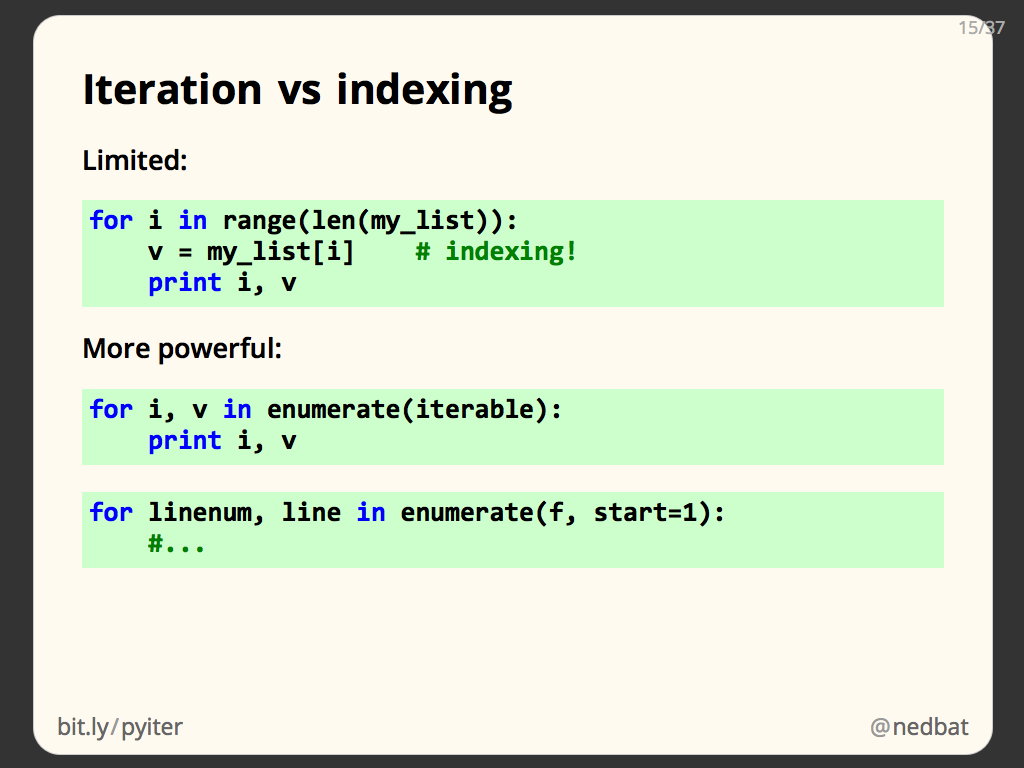 15/37
Iteration vs indexing
Limited:
for i in range(len(my_list)):
    v = my_list[i]    # indexing!
    print i, v
More powerful:
for i, v in enumerate(iterable):
    print i, v
for linenum, line in enumerate(f, start=1):
    #...
bit.ly/pyiter
@nedbat